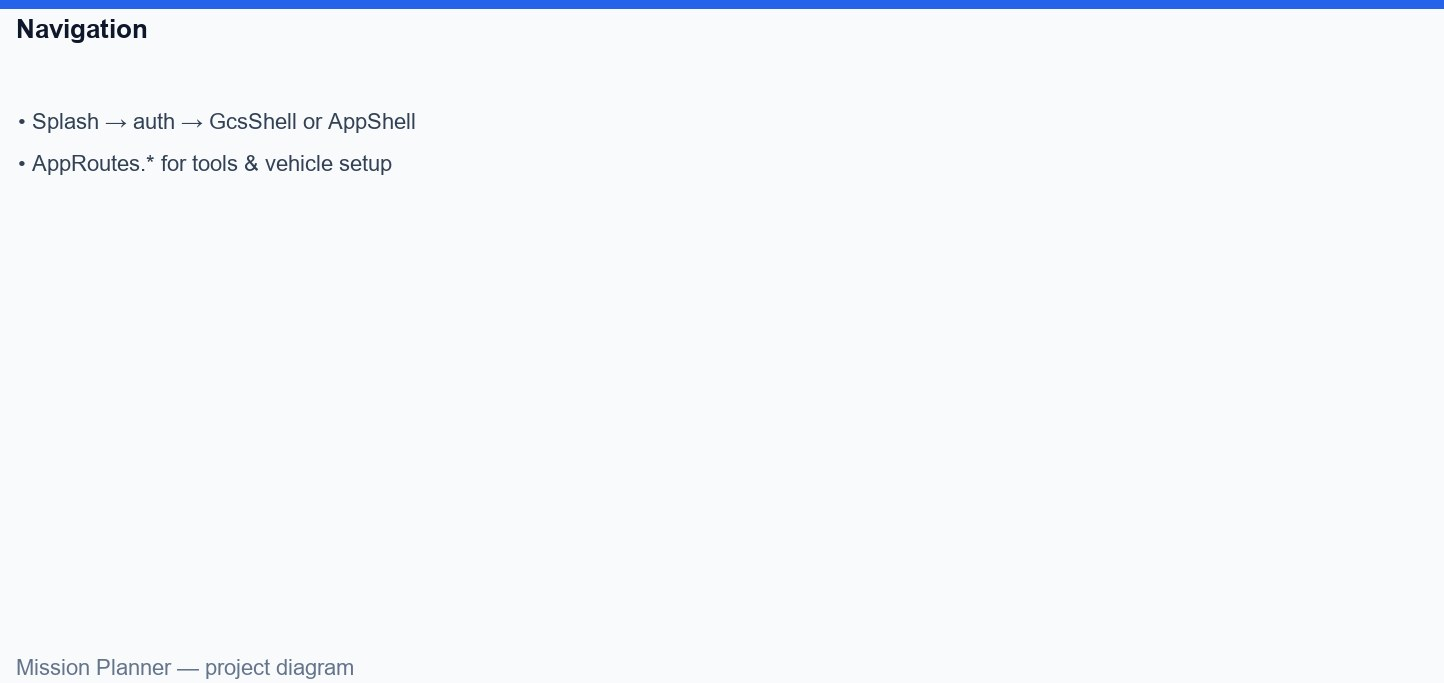 Navigation
• Splash → auth → GcsShell or AppShell
• AppRoutes.* for tools & vehicle setup
Mission Planner — project diagram